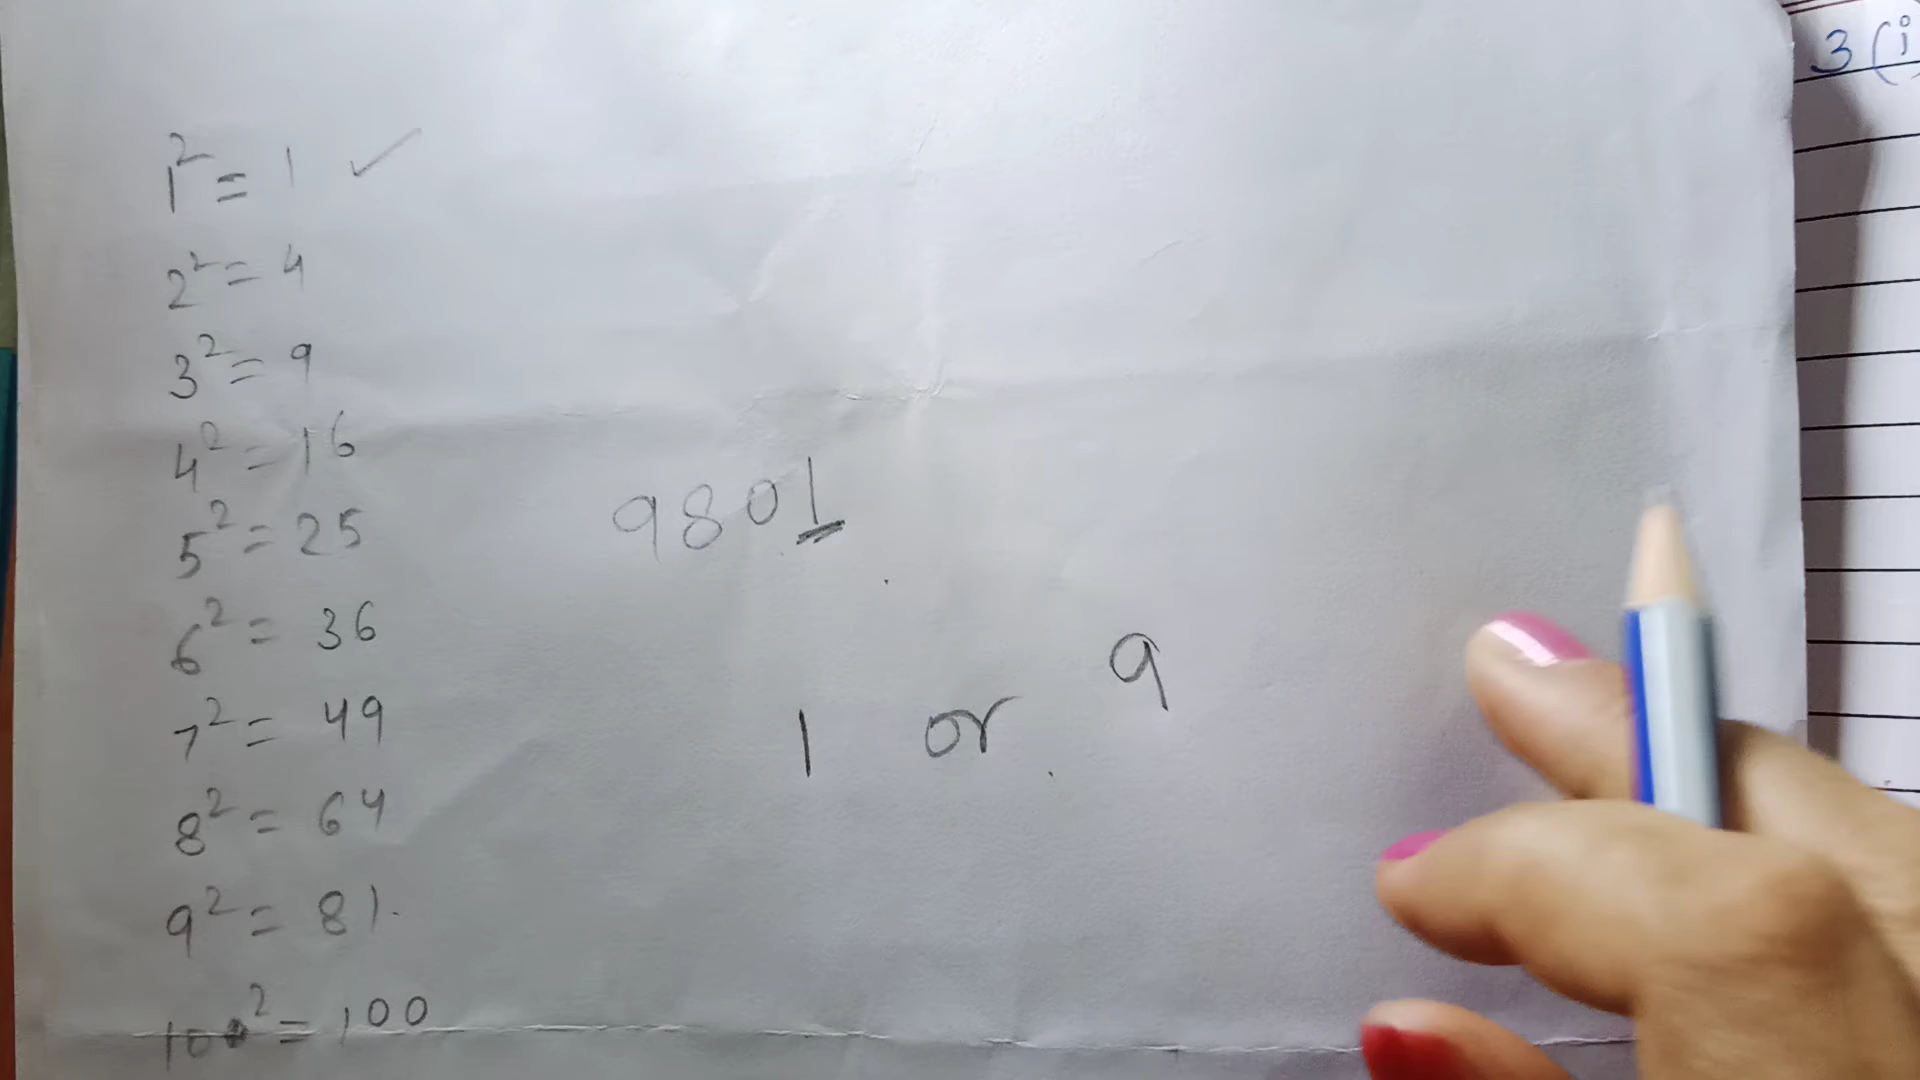 1² = 1 ✓
2² = 4
3² = 9
4² = 16
5² = 25
6² = 36
7² = 49
8² = 64
9² = 81.
10² = 100
9801
1 or 9
3 (i